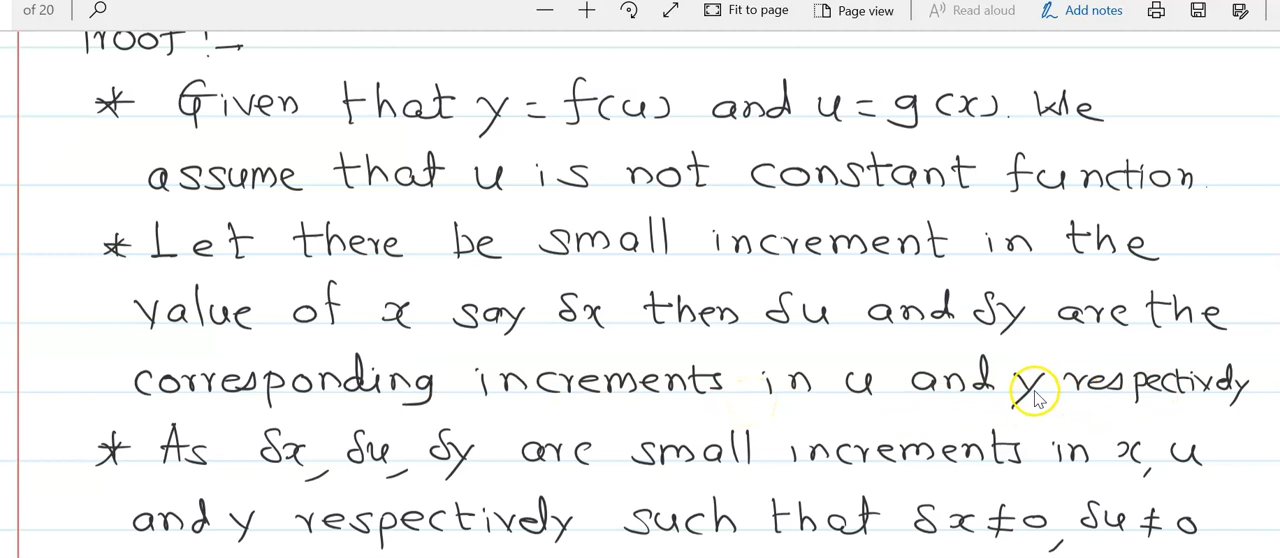 of 20 Fit to page Page view Read aloud Add notes
Proof :-
* Given that y = f(u) and u = g(x). We
assume that u is not constant function.
* Let there be small increment in the
value of x say δx then δu and δy are the
corresponding increments in u and y respectively
* As δx, δu, δy are small increments in x, u
and y respectively such that δx ≠ 0, δu ≠ 0